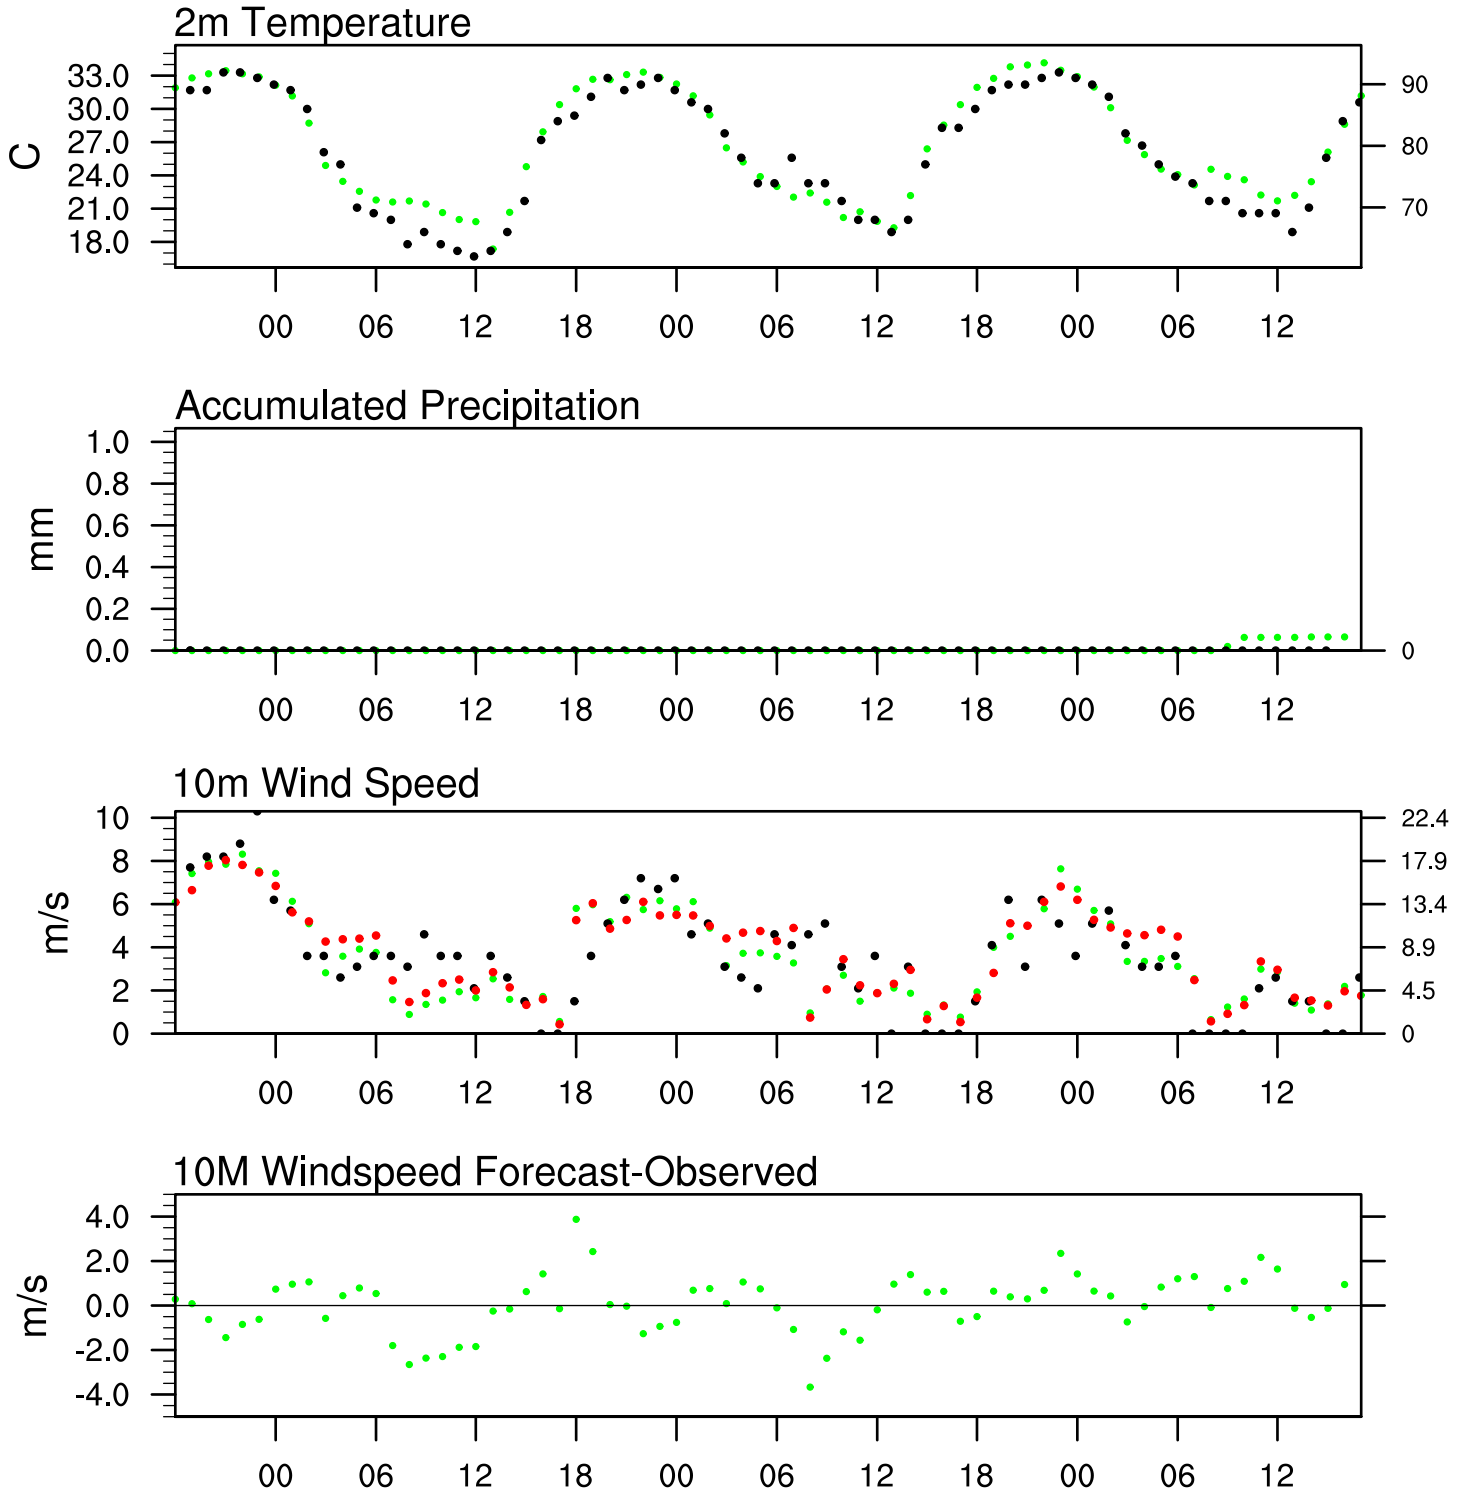 2m Temperature
C
33.0
30.0
27.0
24.0
21.0
18.0
90
80
70
00 06 12 18 00 06 12 18 00 06 12
Accumulated Precipitation
mm
1.0
0.8
0.6
0.4
0.2
0.0
0
00 06 12 18 00 06 12 18 00 06 12
10m Wind Speed
m/s
10
8
6
4
2
0
22.4
17.9
13.4
8.9
4.5
0
00 06 12 18 00 06 12 18 00 06 12
10M Windspeed Forecast-Observed
m/s
4.0
2.0
0.0
-2.0
-4.0
00 06 12 18 00 06 12 18 00 06 12